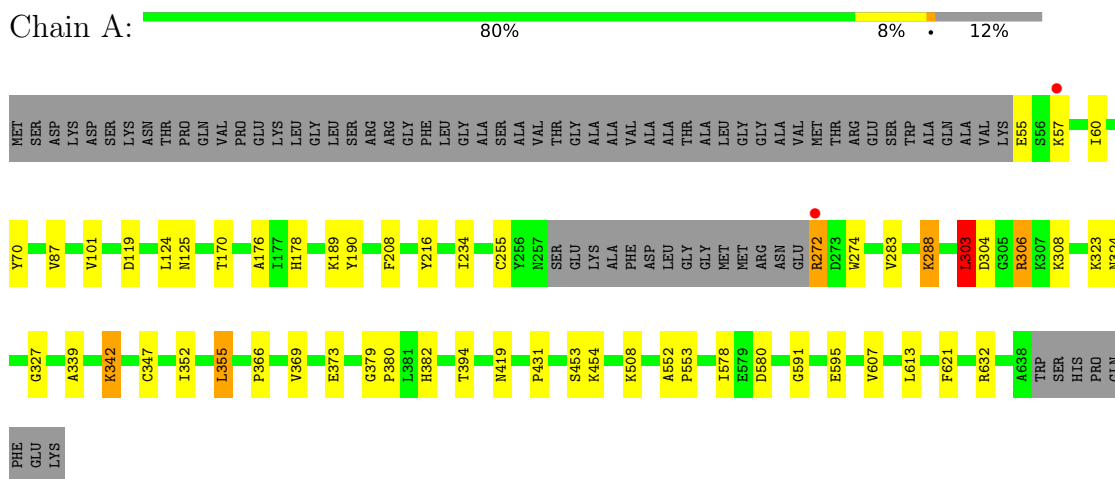 Chain A:
80% 8% • 12%
MET SER ASP LYS ASP SER LYS ASN THR PRO GLN VAL PRO GLU LYS LEU GLY LEU SER ARG ARG GLY PHE LEU GLY ALA SER ALA VAL THR GLY ALA ALA VAL ALA ALA THR ALA LEU GLY GLY ALA VAL MET THR ARG GLU SER TRP ALA GLN ALA VAL LYS E55 S56 K57 I60
Y70 V87 V101 D119 L124 N125 T170 A176 I177 H178 K189 Y190 F208 Y216 I234 C255 Y256 N257 SER GLU LYS ALA PHE ASP LEU GLY GLY MET MET ARG ASN GLU R272 D273 W274 V283 K288 L303 D304 G305 R306 K307 K308 K323 N324
G327 A339 K342 C347 I352 L355 P366 V369 E373 G379 P380 L381 H382 T394 N419 P431 S453 K454 K508 A552 P553 I578 E579 D580 G591 E595 V607 L613 F621 R632 A638 TRP SER HIS PRO GLN
PHE GLU LYS